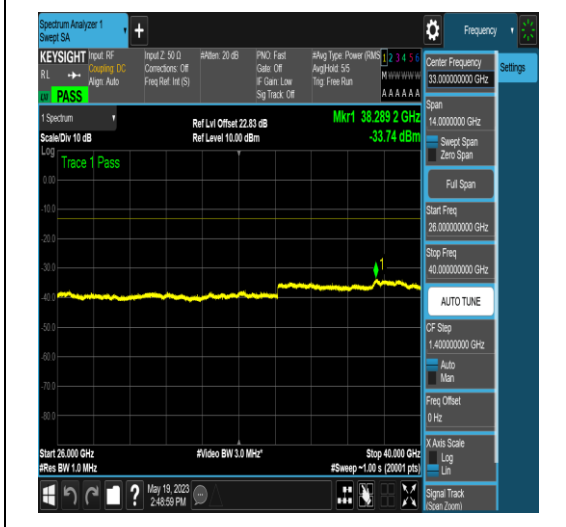 Spectrum Analyzer 1
Swept SA
+
Frequency
KEYSIGHT
Input: RF
Coupling: DC
Align: Auto
Input Z: 50 Ω
Corrections: Off
Freq Ref: Int (S)
#Atten: 20 dB
PNO: Fast
Gate: Off
IF Gain: Low
Sig Track: Off
#Avg Type: Power (RMS
Avg|Hold: 5/5
Trig: Free Run
1 2 3 4 5 6
M W W W W W
A A A A A A
R L
PASS
1 Spectrum
Scale/Div 10 dB
Ref Lvl Offset 22.83 dB
Ref Level 10.00 dBm
Mkr1 38.289 2 GHz
-33.74 dBm
Log
Trace 1 Pass
1
0.00
-10.0
-20.0
-30.0
-40.0
-50.0
-60.0
-70.0
-80.0
Start 26.000 GHz
#Res BW 1.0 MHz
#Video BW 3.0 MHz*
Stop 40.000 GHz
#Sweep ~1.00 s (20001 pts)
?
May 19, 2023
2:48:59 PM
Center Frequency
33.000000000 GHz
Settings
Span
14.0000000 GHz
Swept Span
Zero Span
Full Span
Start Freq
26.000000000 GHz
Stop Freq
40.000000000 GHz
AUTO TUNE
CF Step
1.400000000 GHz
Auto
Man
Freq Offset
0 Hz
X Axis Scale
Log
Lin
Signal Track
(Span Zoom)